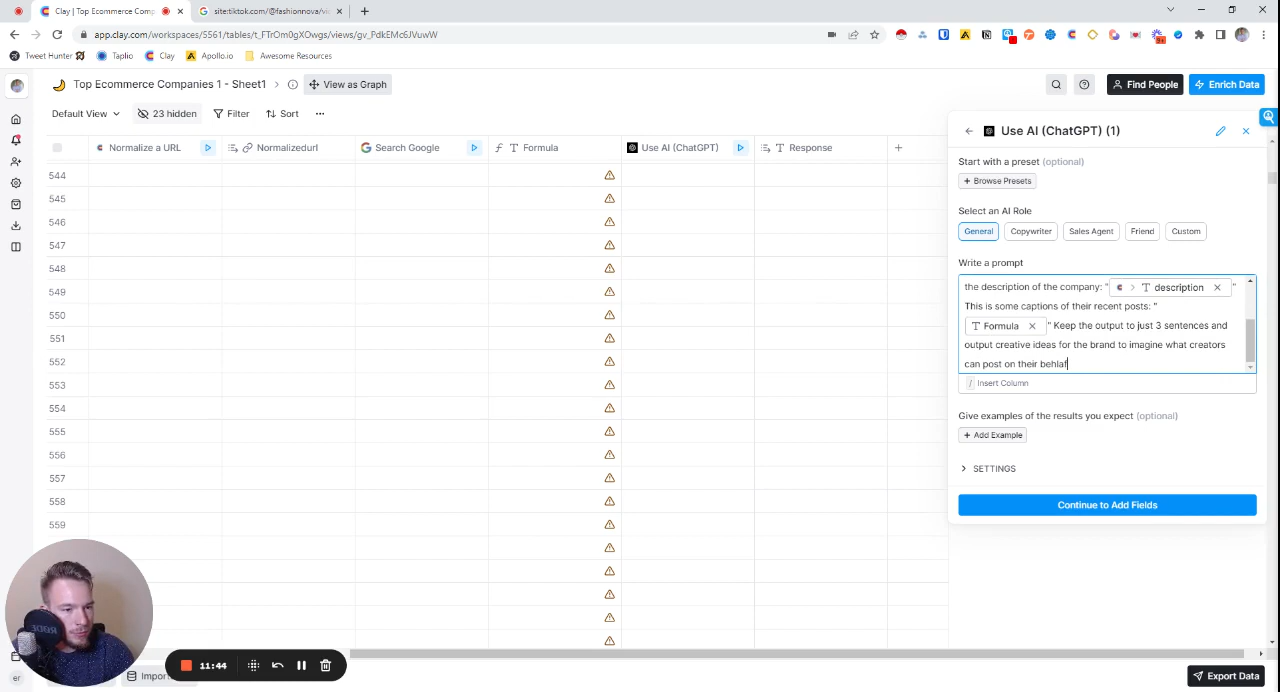 Clay | Top Ecommerce Comp
site:tiktok.com/@fashionnova/vi
app.clay.com/workspaces/5561/tables/t_FTrOm0gXOwgs/views/gv_PdkEMc6JVuwW
Tweet Hunter
Taplio
Clay
Apollo.io
Awesome Resources
Top Ecommerce Companies 1 - Sheet1
View as Graph
Find People
Enrich Data
Default View
23 hidden
Filter
Sort
Normalize a URL
Normalizedurl
Search Google
Formula
Use AI (ChatGPT)
Response
544
545
546
547
548
549
550
551
552
553
554
555
556
557
558
559
Use AI (ChatGPT) (1)
Start with a preset (optional)
+ Browse Presets
Select an AI Role
General
Copywriter
Sales Agent
Friend
Custom
Write a prompt
the description of the company: " description "
This is some captions of their recent posts: "
Formula " Keep the output to just 3 sentences and
output creative ideas for the brand to imagine what creators
can post on their behlaf
/ Insert Column
Give examples of the results you expect (optional)
+ Add Example
SETTINGS
Continue to Add Fields
RODE
11:44
er
Import
Export Data